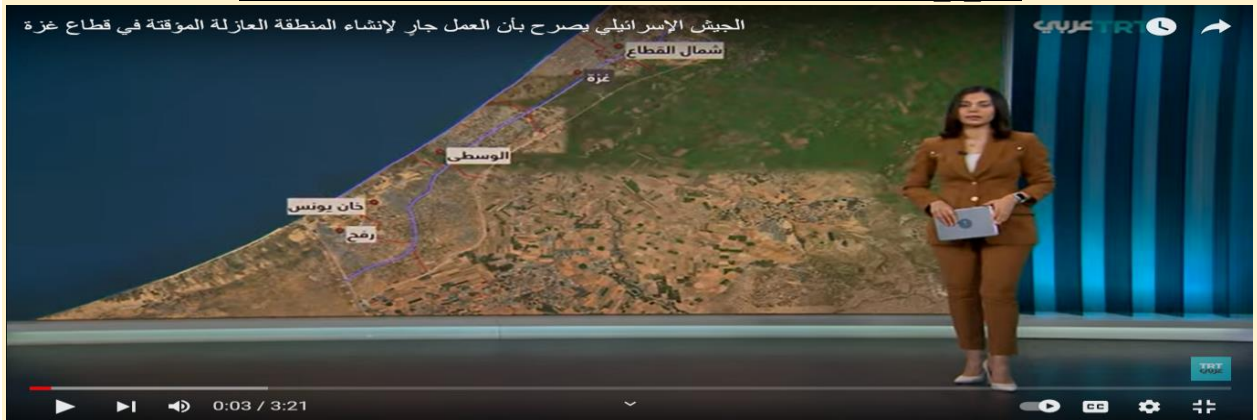 الجيش الإسرائيلي يصرح بأن العمل جارِ لإنشاء المنطقة العازلة المؤقتة في قطاع غزة
TRT عربي
شمال القطاع
غزة
الوسطى
خان يونس
رفح
TRT
عربي
0:03 / 3:21
CC